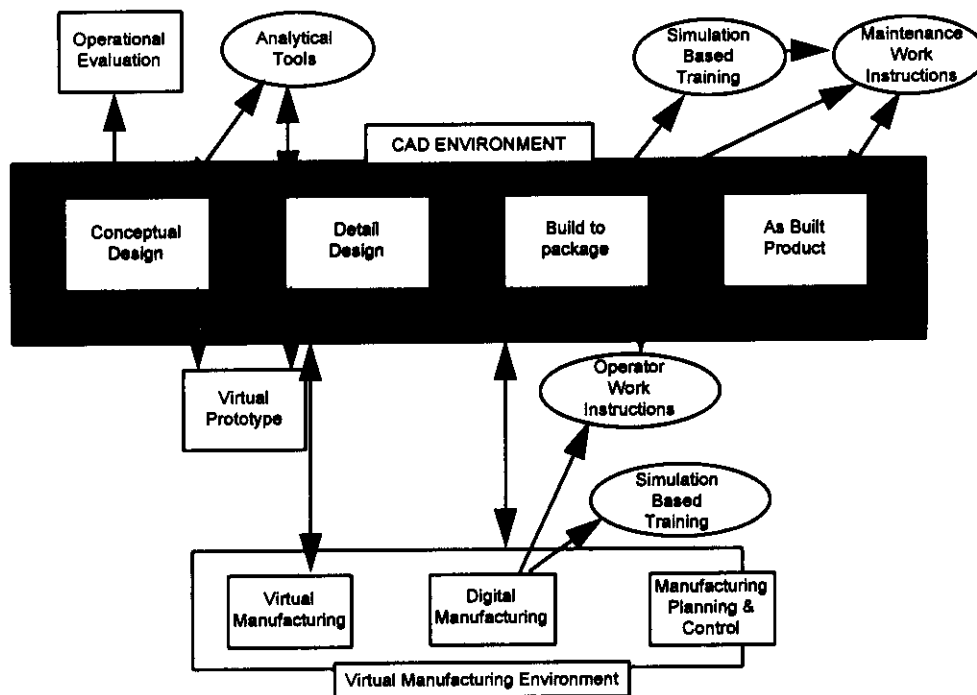 Operational
Evaluation
Analytical
Tools
Simulation
Based
Training
Maintenance
Work
Instructions
CAD ENVIRONMENT
Conceptual
Design
Detail
Design
Build to
package
As Built
Product
Virtual
Prototype
Operator
Work
Instructions
Simulation
Based
Training
Virtual
Manufacturing
Digital
Manufacturing
Manufacturing
Planning &
Control
Virtual Manufacturing Environment